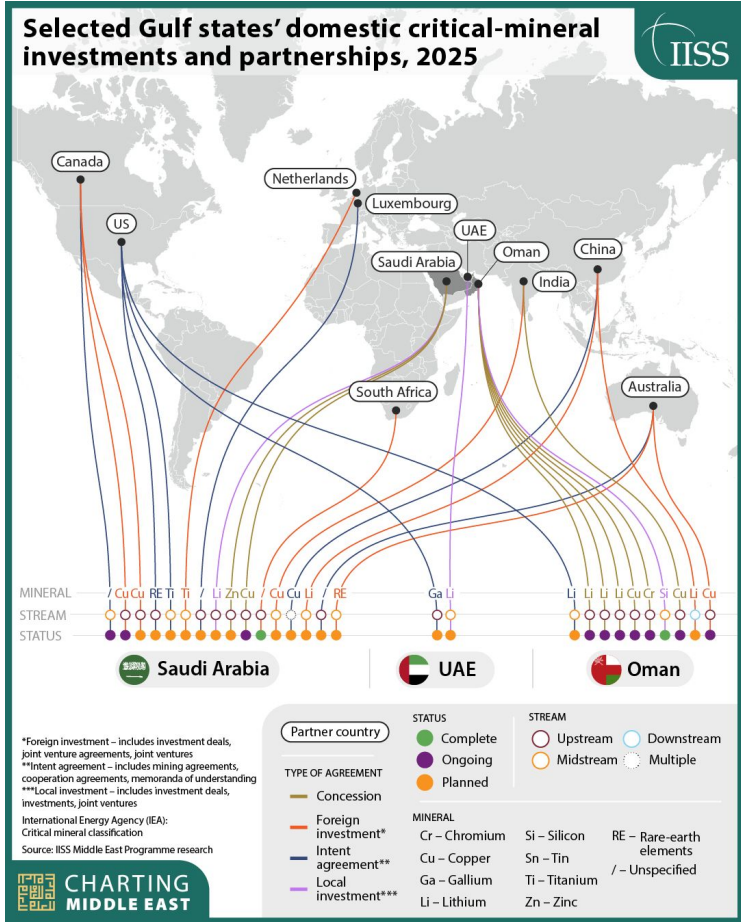 Selected Gulf states' domestic critical-mineral
investments and partnerships, 2025
IISS
Canada
US
Netherlands
Luxembourg
UAE
Saudi Arabia
Oman
China
India
South Africa
Australia
MINERAL / Cu Cu RE Ti Ti / Li Zn Cu / Cu Cu Li / RE Ga Li Li Li Li Li Cu Cr Si Cu Li Cu
STREAM
STATUS
Saudi Arabia
UAE
Oman
*Foreign investment – includes investment deals,
joint venture agreements, joint ventures
**Intent agreement – includes mining agreements,
cooperation agreements, memoranda of understanding
***Local investment – includes investment deals,
investments, joint ventures
International Energy Agency (IEA):
Critical mineral classification
Source: IISS Middle East Programme research
CHARTING
MIDDLE EAST
Partner country
TYPE OF AGREEMENT
Concession
Foreign
investment*
Intent
agreement**
Local
investment***
STATUS
Complete
Ongoing
Planned
STREAM
Upstream
Downstream
Midstream
Multiple
MINERAL
Cr – Chromium
Cu – Copper
Ga – Gallium
Li – Lithium
Si – Silicon
Sn – Tin
Ti – Titanium
Zn – Zinc
RE – Rare-earth
elements
/ – Unspecified